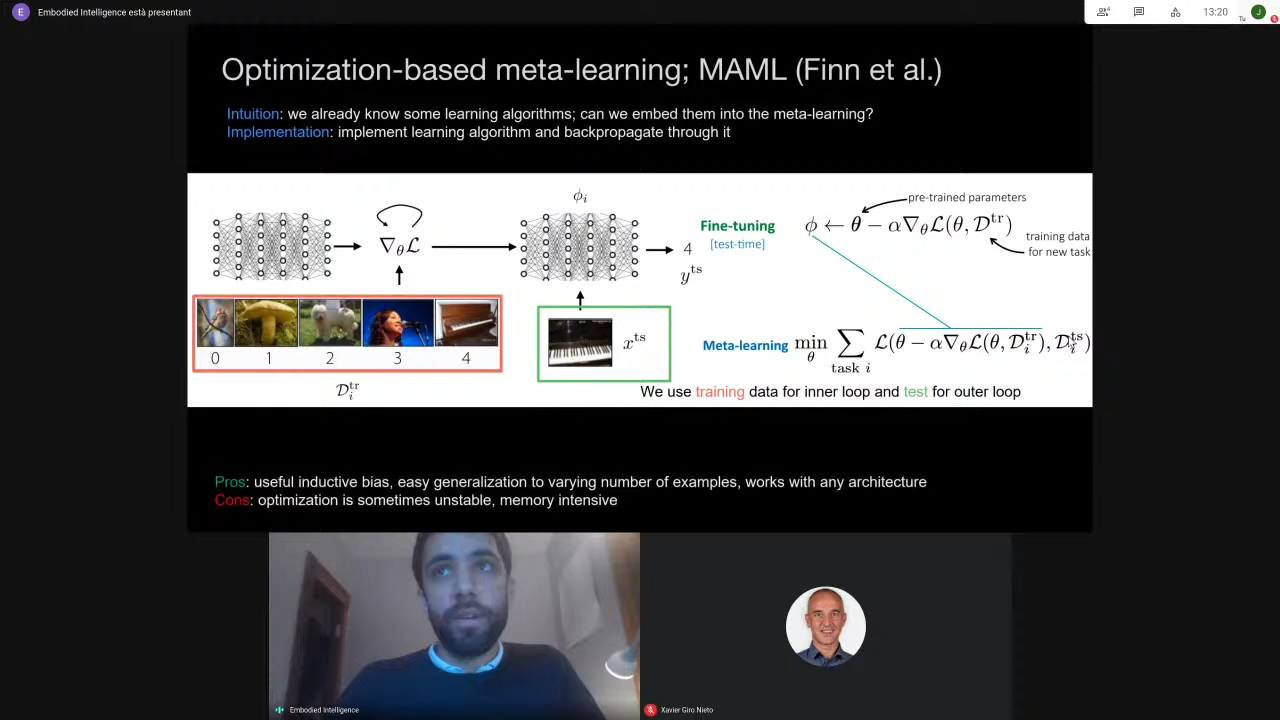 E Embodied Intelligence està presentant
4 13:20 Tu J
Optimization-based meta-learning; MAML (Finn et al.)
Intuition: we already know some learning algorithms; can we embed them into the meta-learning?
Implementation: implement learning algorithm and backpropagate through it
ϕᵢ
∇θℒ
4
yᵗˢ
xᵗˢ
0 1 2 3 4
𝒟ᵢᵗʳ
pre-trained parameters
Fine-tuning ϕ ← θ − α∇θℒ(θ, 𝒟ᵗʳ)
[test-time]
training data
for new task
Meta-learning min θ ∑ task i ℒ(θ − α∇θℒ(θ, 𝒟ᵢᵗʳ), 𝒟ᵢᵗˢ)
We use training data for inner loop and test for outer loop
Pros: useful inductive bias, easy generalization to varying number of examples, works with any architecture
Cons: optimization is sometimes unstable, memory intensive
Embodied Intelligence
Xavier Giro Nieto